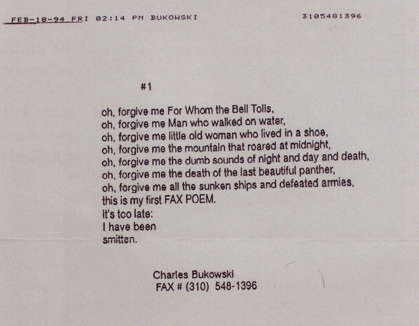 FEB-18-94 FRI 02:14 PM BUKOWSKI 3105481396
#1
oh, forgive me For Whom the Bell Tolls,
oh, forgive me Man who walked on water,
oh, forgive me little old woman who lived in a shoe,
oh, forgive me the mountain that roared at midnight,
oh, forgive me the dumb sounds of night and day and death,
oh, forgive me the death of the last beautiful panther,
oh, forgive me all the sunken ships and defeated armies,
this is my first FAX POEM.
it's too late:
I have been
smitten.
Charles Bukowski
FAX # (310) 548-1396